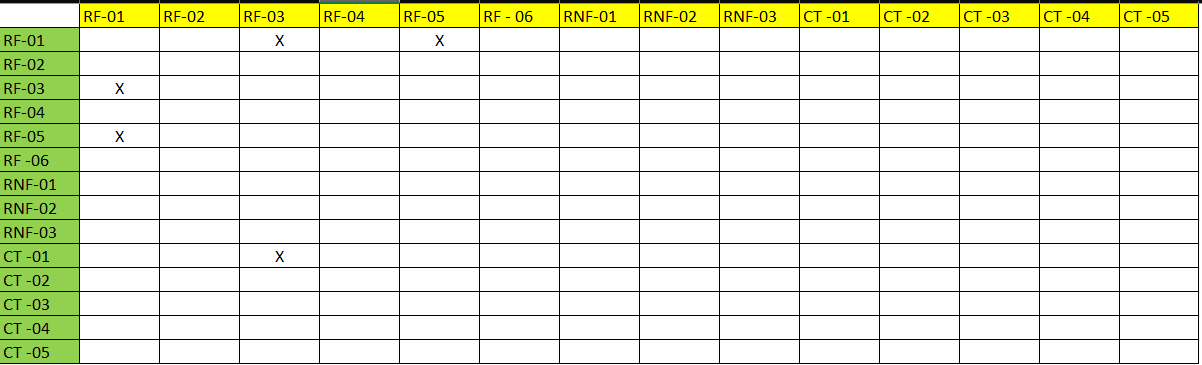 RF-01 RF-02 RF-03 RF-04 RF-05 RF - 06 RNF-01 RNF-02 RNF-03 CT -01 CT -02 CT -03 CT -04 CT -05
RF-01 X X
RF-02
RF-03 X
RF-04
RF-05 X
RF -06
RNF-01
RNF-02
RNF-03
CT -01 X
CT -02
CT -03
CT -04
CT -05